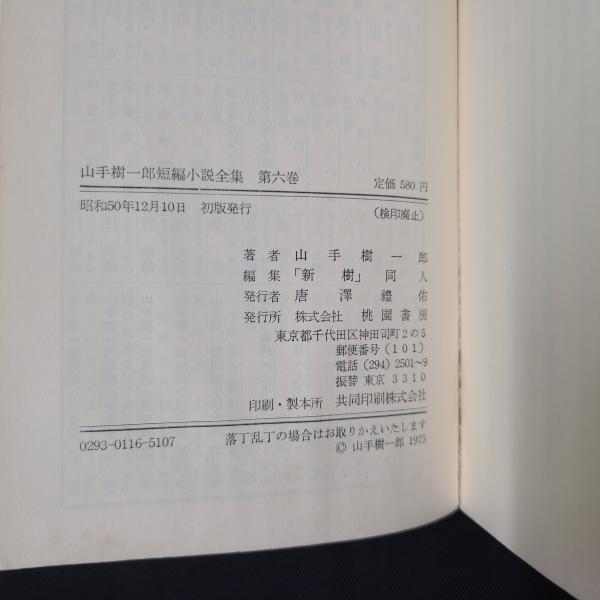 山手樹一郎短編小説全集　第六巻　定価 580 円
昭和50年12月10日　初版発行　（検印廃止）
著者　山手樹一郎
編集　「新樹」同人
発行者　唐澤禮佑
発行所　株式会社　桃園書房
東京都千代田区神田司町２の５
郵便番号（１０１）
電話（294）2501～9
振替 東京 ３３１０
印刷・製本所　共同印刷株式会社
0293-0116-5107　落丁乱丁の場合はお取りかえいたします
© 山手樹一郎 1975